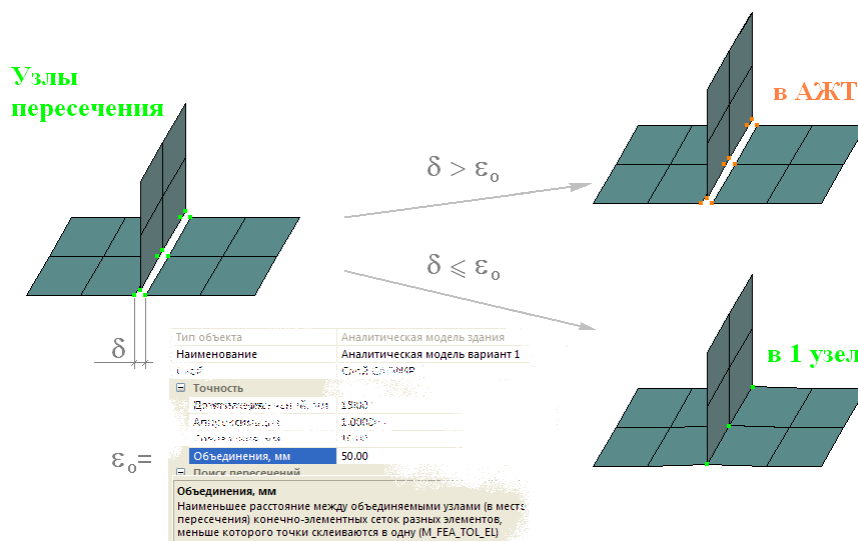 Узлы
пересечения
в АЖТ
δ > εₒ
δ ⩽ εₒ
δ
в 1 узел
Тип объекта Аналитическая модель здания
Наименование Аналитическая модель вариант 1
Точность
εₒ=
Объединения, мм 50.00
Поиск пересечений
Объединения, мм
Наименьшее расстояние между объединяемыми узлами (в месте
пересечения) конечно-элементных сеток разных элементов,
меньше которого точки склеиваются в одну (M_FEA_TOL_EL)